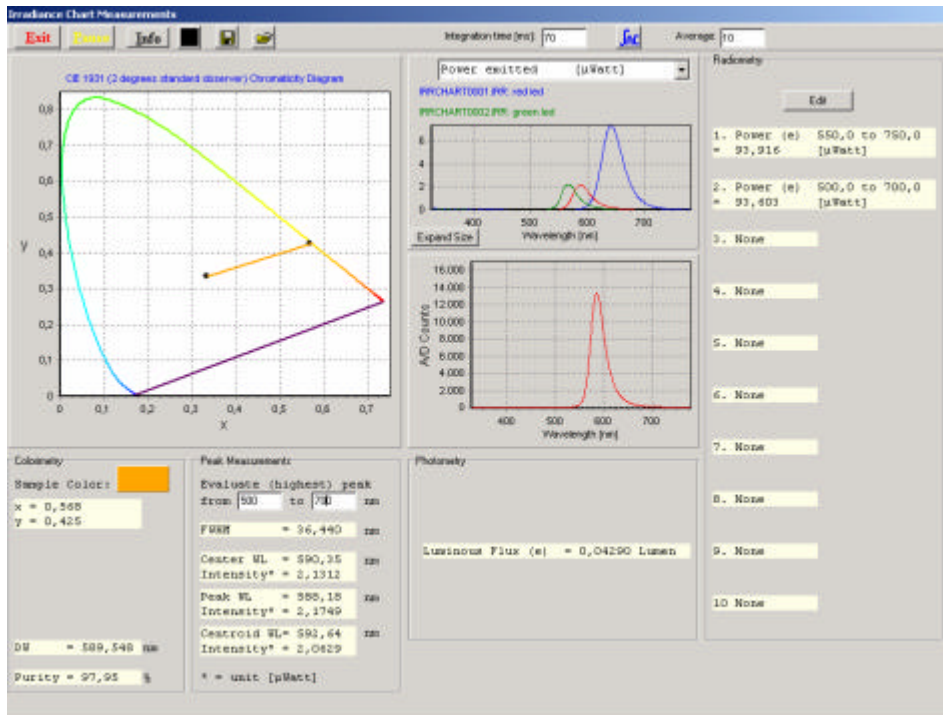 Irradiance Chart Measurements
Exit Pause Info Integration time [ms]: 70 Average: 10
CIE 1931 (2 degrees standard observer) Chromaticity Diagram
0,8
0,7
0,6
0,5
0,4
0,3
0,2
0,1
0
y
0 0,1 0,2 0,3 0,4 0,5 0,6 0,7
x
Power emitted [µWatt]
IRRCHART0001.IRR: red led
IRRCHART0002.IRR: green led
6
4
2
0
400 500 600 700
Wavelength [nm]
Expand Size
16.000
14.000
12.000
10.000
8.000
6.000
4.000
2.000
0
A/D Counts
400 500 600 700
Wavelength [nm]
Radiometry
Edit
1. Power (e) 550,0 to 750,0
= 93,916 [µWatt]
2. Power (e) 500,0 to 700,0
= 93,603 [µWatt]
3. None
4. None
5. None
6. None
7. None
8. None
9. None
10 None
Colorimetry
Sample Color:
x = 0,568
y = 0,425
DW = 589,548 nm
Purity = 97,95 %
Peak Measurements
Evaluate (highest) peak
from 500 to 700 nm
FWHM = 36,440 nm
Center WL = 590,35 nm
Intensity* = 2,1312
Peak WL = 588,18 nm
Intensity* = 2,1749
Centroid WL= 592,64 nm
Intensity* = 2,0629
* = unit [µWatt]
Photometry
Luminous Flux (e) = 0,04290 Lumen